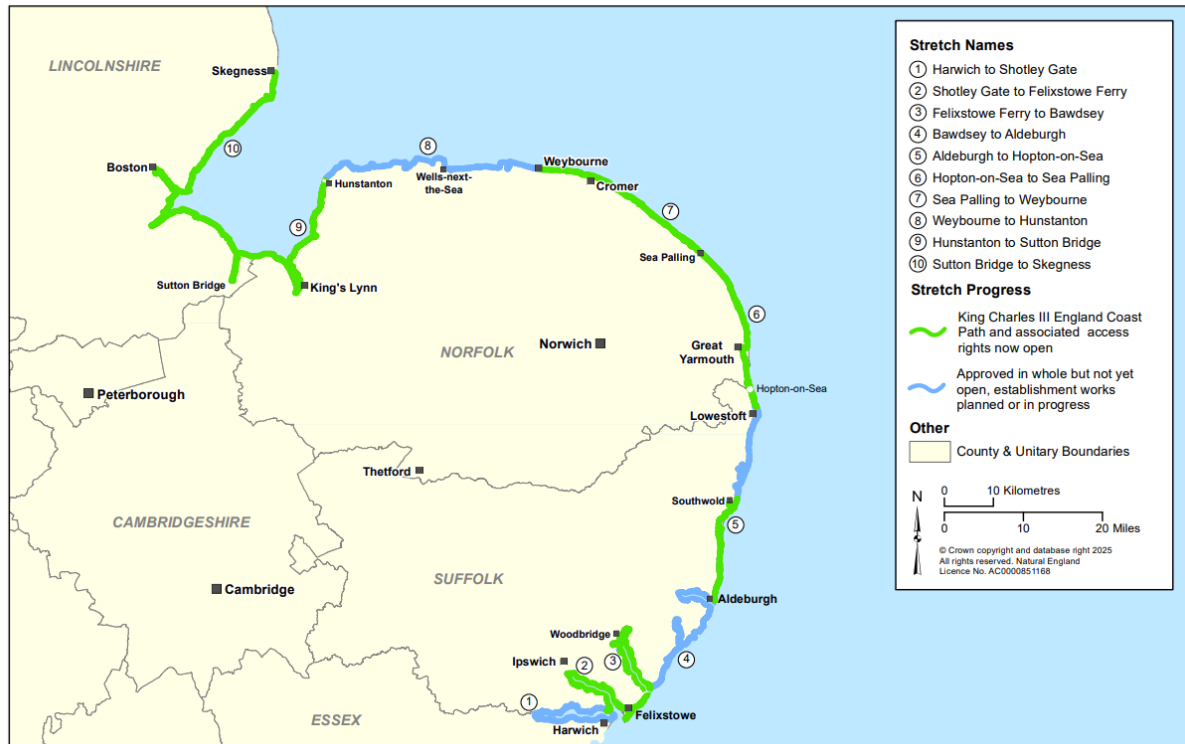 LINCOLNSHIRE
Skegness
10
Boston
8
Weybourne
Hunstanton
Wells-next-
the-Sea
Cromer
7
9
Sea Palling
Sutton Bridge
King's Lynn
6
NORFOLK
Norwich
Great
Yarmouth
Peterborough
Hopton-on-Sea
Lowestoft
Thetford
Southwold
CAMBRIDGESHIRE
5
SUFFOLK
Cambridge
Aldeburgh
Woodbridge
Ipswich
2
3
4
1
ESSEX
Felixstowe
Harwich
Stretch Names
1 Harwich to Shotley Gate
2 Shotley Gate to Felixstowe Ferry
3 Felixstowe Ferry to Bawdsey
4 Bawdsey to Aldeburgh
5 Aldeburgh to Hopton-on-Sea
6 Hopton-on-Sea to Sea Palling
7 Sea Palling to Weybourne
8 Weybourne to Hunstanton
9 Hunstanton to Sutton Bridge
10 Sutton Bridge to Skegness
Stretch Progress
King Charles III England Coast
Path and associated access
rights now open
Approved in whole but not yet
open, establishment works
planned or in progress
Other
County & Unitary Boundaries
N
0 10 Kilometres
0 10 20 Miles
© Crown copyright and database right 2025
All rights reserved. Natural England
Licence No. AC0000851168